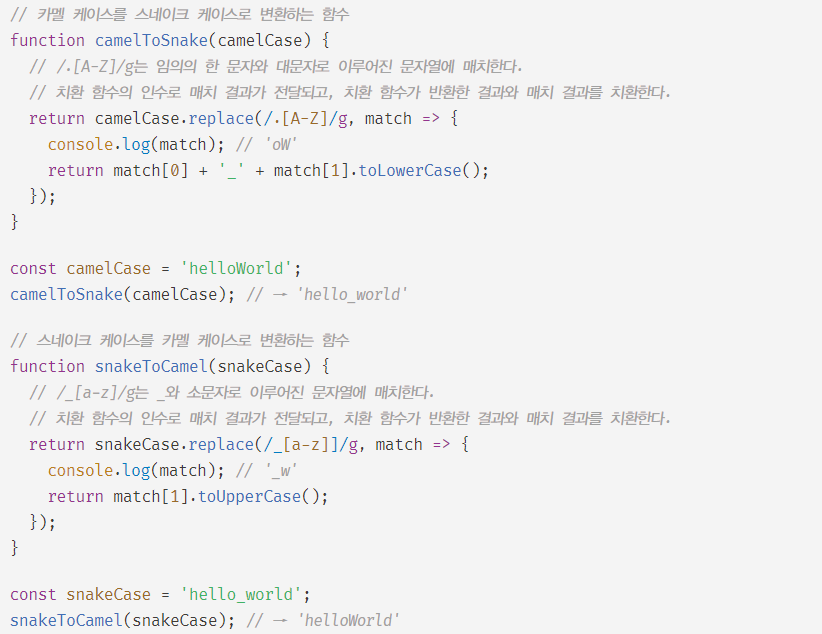 // 카멜 케이스를 스네이크 케이스로 변환하는 함수
function camelToSnake(camelCase) {
// /.[A-Z]/g는 임의의 한 문자와 대문자로 이루어진 문자열에 매치한다.
// 치환 함수의 인수로 매치 결과가 전달되고, 치환 함수가 반환한 결과와 매치 결과를 치환한다.
return camelCase.replace(/.[A-Z]/g, match => {
console.log(match); // 'oW'
return match[0] + '_' + match[1].toLowerCase();
});
}
const camelCase = 'helloWorld';
camelToSnake(camelCase); // → 'hello_world'
// 스네이크 케이스를 카멜 케이스로 변환하는 함수
function snakeToCamel(snakeCase) {
// /_[a-z]/g는 _와 소문자로 이루어진 문자열에 매치한다.
// 치환 함수의 인수로 매치 결과가 전달되고, 치환 함수가 반환한 결과와 매치 결과를 치환한다.
return snakeCase.replace(/_[a-z]]/g, match => {
console.log(match); // '_w'
return match[1].toUpperCase();
});
}
const snakeCase = 'hello_world';
snakeToCamel(snakeCase); // → 'helloWorld'